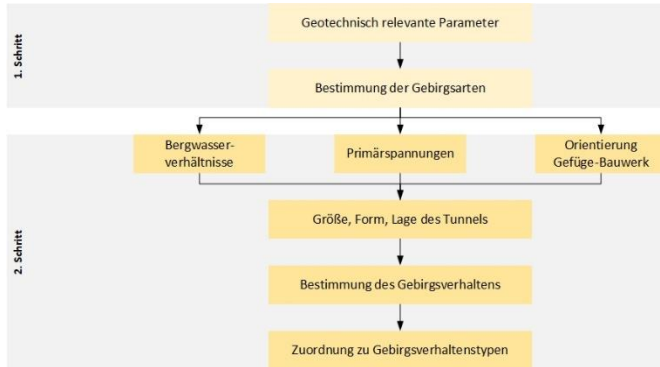 1. Schritt
Geotechnisch relevante Parameter
Bestimmung der Gebirgsarten
2. Schritt
Bergwasser-
verhältnisse
Primärspannungen
Orientierung
Gefüge-Bauwerk
Größe, Form, Lage des Tunnels
Bestimmung des Gebirgsverhaltens
Zuordnung zu Gebirgsverhaltenstypen